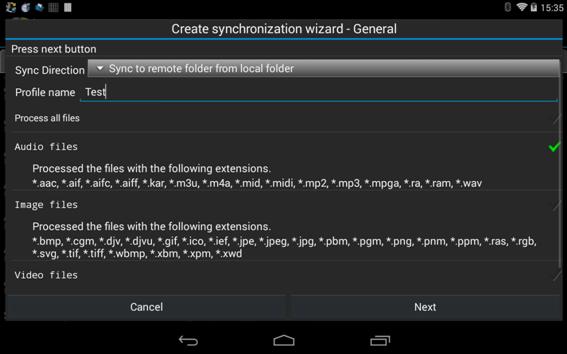 15:35
Create synchronization wizard - General
Press next button
Sync Direction Sync to remote folder from local folder
Profile name Test
Process all files
Audio files
Processed the files with the following extensions.
*.aac, *.aif, *.aifc, *.aiff, *.kar, *.m3u, *.m4a, *.mid, *.midi, *.mp2, *.mp3, *.mpga, *.ra, *.ram, *.wav
Image files
Processed the files with the following extensions.
*.bmp, *.cgm, *.djv, *.djvu, *.gif, *.ico, *.ief, *.jpe, *.jpeg, *.jpg, *.pbm, *.pgm, *.png, *.pnm, *.ppm, *.ras, *.rgb,
*.svg, *.tif, *.tiff, *.wbmp, *.xbm, *.xpm, *.xwd
Video files
Cancel Next